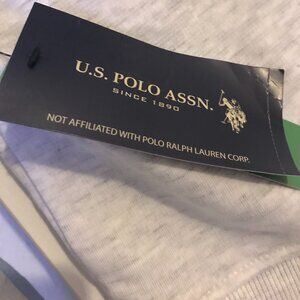 U.S. POLO ASSN.
SINCE 1890
NOT AFFILIATED WITH POLO RALPH LAUREN CORP.